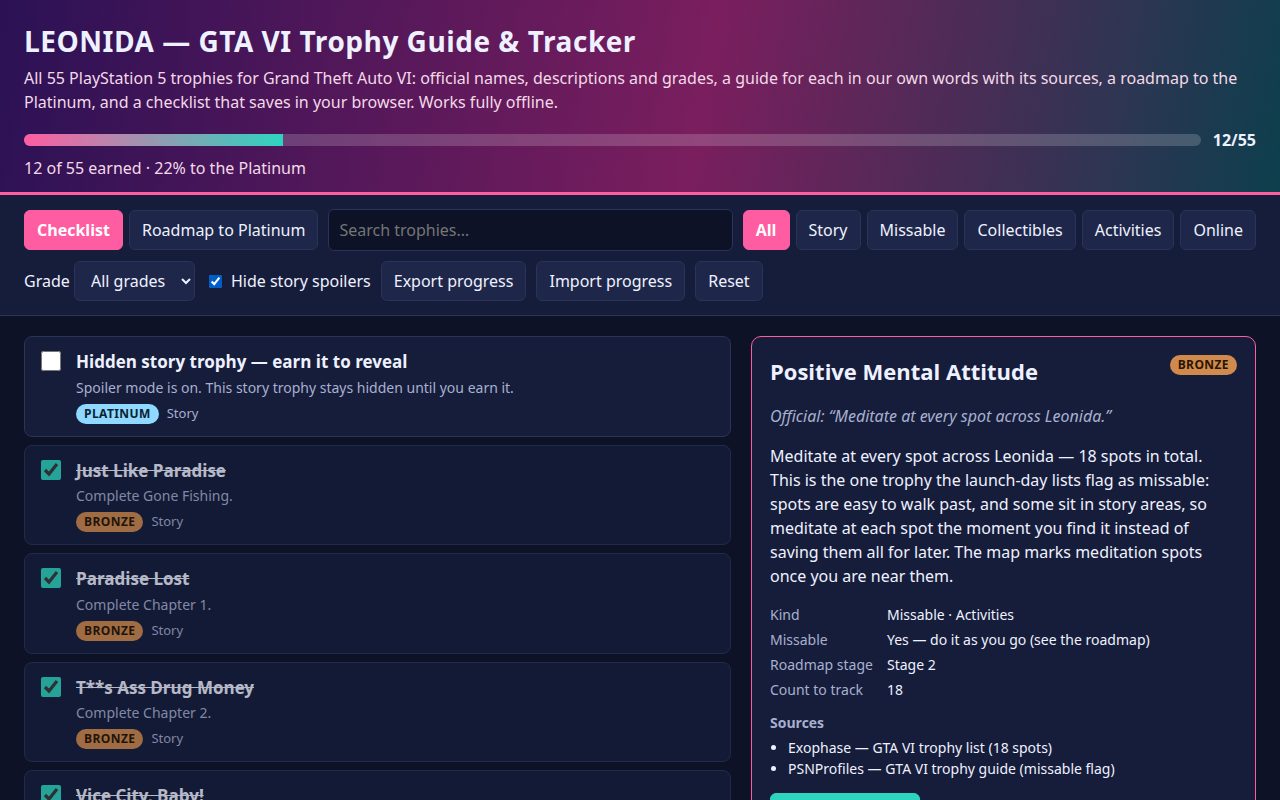 LEONIDA — GTA VI Trophy Guide & Tracker
All 55 PlayStation 5 trophies for Grand Theft Auto VI: official names, descriptions and grades, a guide for each in our own words with its sources, a roadmap to the
Platinum, and a checklist that saves in your browser. Works fully offline.
12/55
12 of 55 earned · 22% to the Platinum
Checklist
Roadmap to Platinum
Search trophies...
All
Story
Missable
Collectibles
Activities
Online
Grade
All grades
Hide story spoilers
Export progress
Import progress
Reset
Hidden story trophy — earn it to reveal
Spoiler mode is on. This story trophy stays hidden until you earn it.
PLATINUM Story
Just Like Paradise
Complete Gone Fishing.
BRONZE Story
Paradise Lost
Complete Chapter 1.
BRONZE Story
T**s Ass Drug Money
Complete Chapter 2.
BRONZE Story
Vice City, Baby!
Positive Mental Attitude
BRONZE
Official: “Meditate at every spot across Leonida.”
Meditate at every spot across Leonida — 18 spots in total.
This is the one trophy the launch-day lists flag as missable:
spots are easy to walk past, and some sit in story areas, so
meditate at each spot the moment you find it instead of
saving them all for later. The map marks meditation spots
once you are near them.
Kind Missable · Activities
Missable Yes — do it as you go (see the roadmap)
Roadmap stage Stage 2
Count to track 18
Sources
• Exophase — GTA VI trophy list (18 spots)
• PSNProfiles — GTA VI trophy guide (missable flag)